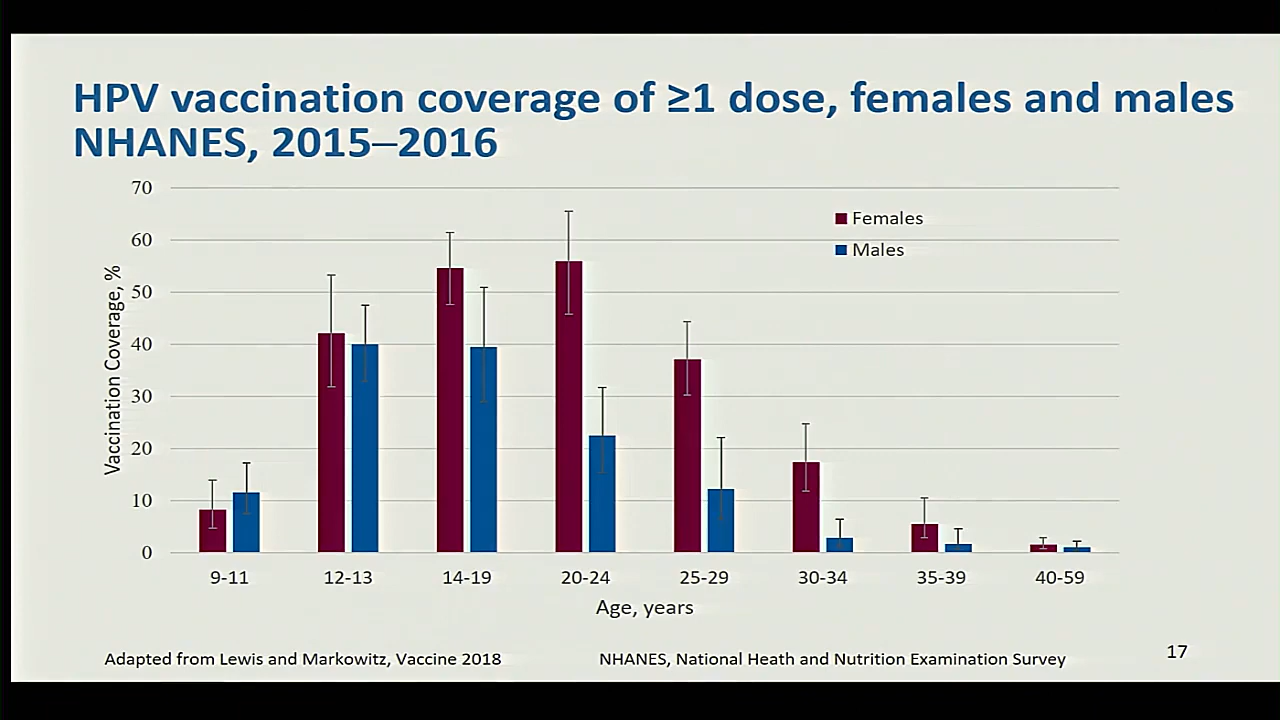 HPV vaccination coverage of ≥1 dose, females and males
NHANES, 2015–2016
70
60
50
40
30
20
10
0
Vaccination Coverage, %
Females
Males
9-11 12-13 14-19 20-24 25-29 30-34 35-39 40-59
Age, years
Adapted from Lewis and Markowitz, Vaccine 2018
NHANES, National Heath and Nutrition Examination Survey
17